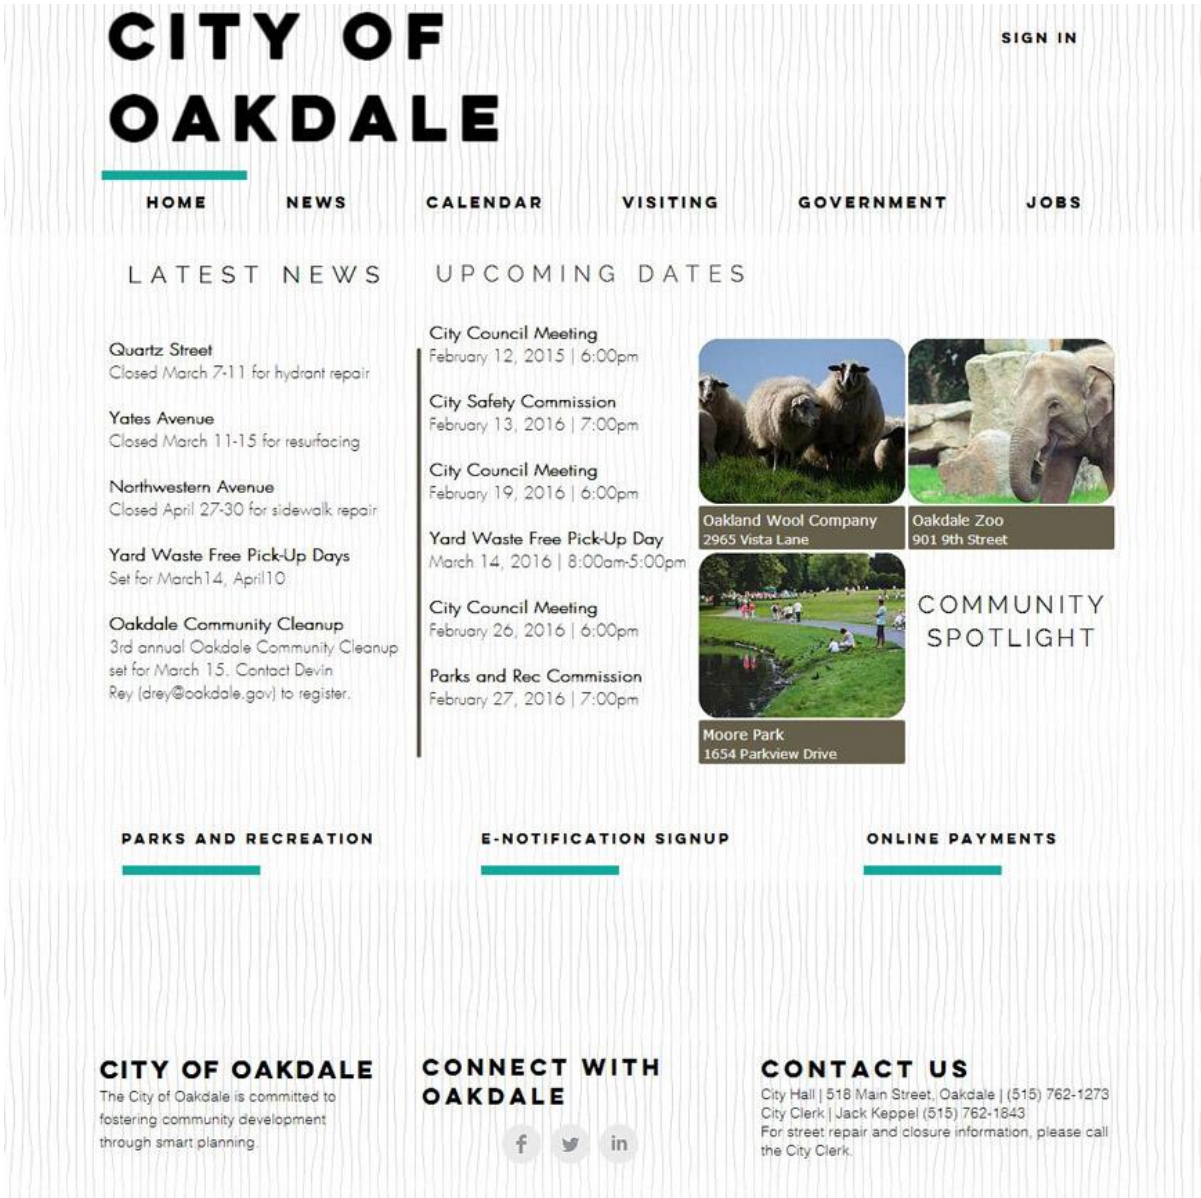 CITY OF
OAKDALE
SIGN IN
HOME
NEWS
CALENDAR
VISITING
GOVERNMENT
JOBS
LATEST NEWS
Quartz Street
Closed March 7-11 for hydrant repair
Yates Avenue
Closed March 11-15 for resurfacing
Northwestern Avenue
Closed April 27-30 for sidewalk repair
Yard Waste Free Pick-Up Days
Set for March14, April10
Oakdale Community Cleanup
3rd annual Oakdale Community Cleanup
set for March 15. Contact Devin
Rey (drey@oakdale.gov) to register.
UPCOMING DATES
City Council Meeting
February 12, 2015 | 6:00pm
City Safety Commission
February 13, 2016 | 7:00pm
City Council Meeting
February 19, 2016 | 6:00pm
Yard Waste Free Pick-Up Day
March 14, 2016 | 8:00am-5:00pm
City Council Meeting
February 26, 2016 | 6:00pm
Parks and Rec Commission
February 27, 2016 | 7:00pm
Oakland Wool Company
2965 Vista Lane
Oakdale Zoo
901 9th Street
Moore Park
1654 Parkview Drive
COMMUNITY
SPOTLIGHT
PARKS AND RECREATION
E-NOTIFICATION SIGNUP
ONLINE PAYMENTS
CITY OF OAKDALE
The City of Oakdale is committed to
fostering community development
through smart planning.
CONNECT WITH
OAKDALE
f
in
CONTACT US
City Hall | 518 Main Street, Oakdale | (515) 762-1273
City Clerk | Jack Keppel (515) 762-1843
For street repair and closure information, please call
the City Clerk.